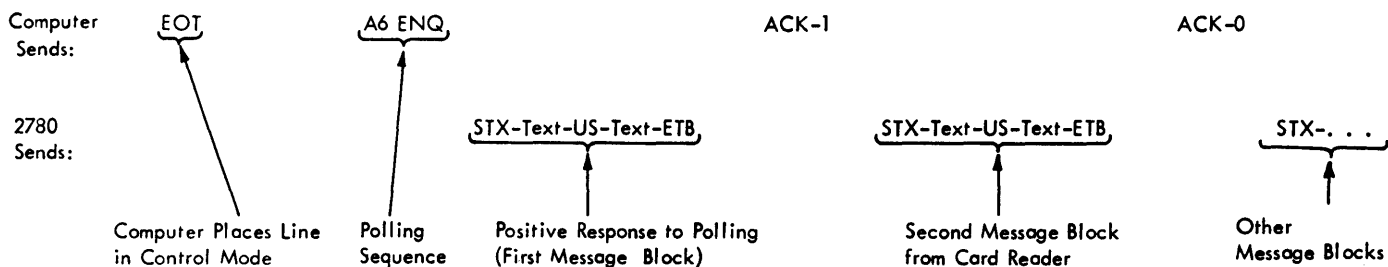 Computer Sends: EOT A6 ENQ ACK-1 ACK-0
2780 Sends: STX-Text-US-Text-ETB STX-Text-US-Text-ETB STX-. . .
Computer Places Line in Control Mode
Polling Sequence
Positive Response to Polling (First Message Block)
Second Message Block from Card Reader
Other Message Blocks